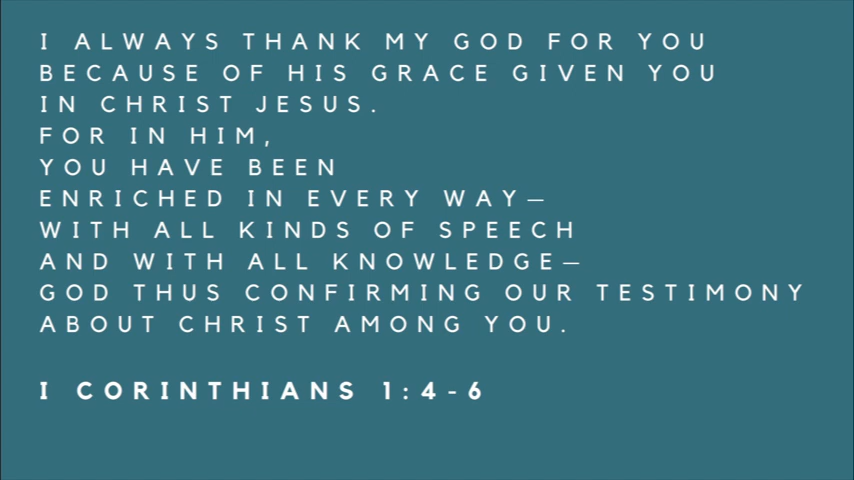 I ALWAYS THANK MY GOD FOR YOU
BECAUSE OF HIS GRACE GIVEN YOU
IN CHRIST JESUS.
FOR IN HIM,
YOU HAVE BEEN
ENRICHED IN EVERY WAY—
WITH ALL KINDS OF SPEECH
AND WITH ALL KNOWLEDGE—
GOD THUS CONFIRMING OUR TESTIMONY
ABOUT CHRIST AMONG YOU.
I CORINTHIANS 1:4-6